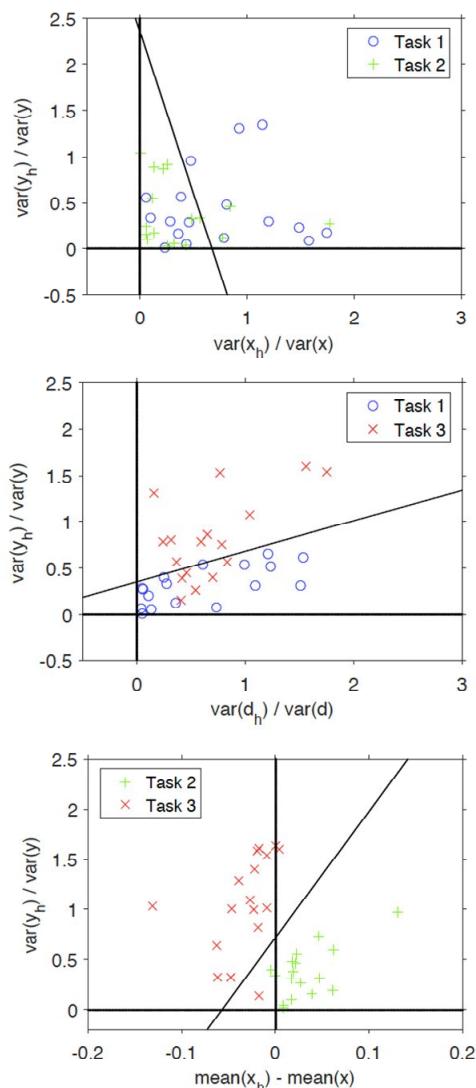 2.5
Task 1
Task 2
2
1.5
1
0.5
0
-0.5
var(y_h) / var(y)
0 1 2 3
var(x_h) / var(x)
2.5
Task 1
Task 3
2
1.5
1
0.5
0
-0.5
var(y_h) / var(y)
0 1 2 3
var(d_h) / var(d)
2.5
Task 2
Task 3
2
1.5
1
0.5
0
var(y_h) / var(y)
-0.2 -0.1 0 0.1 0.2
mean(x_h) - mean(x)